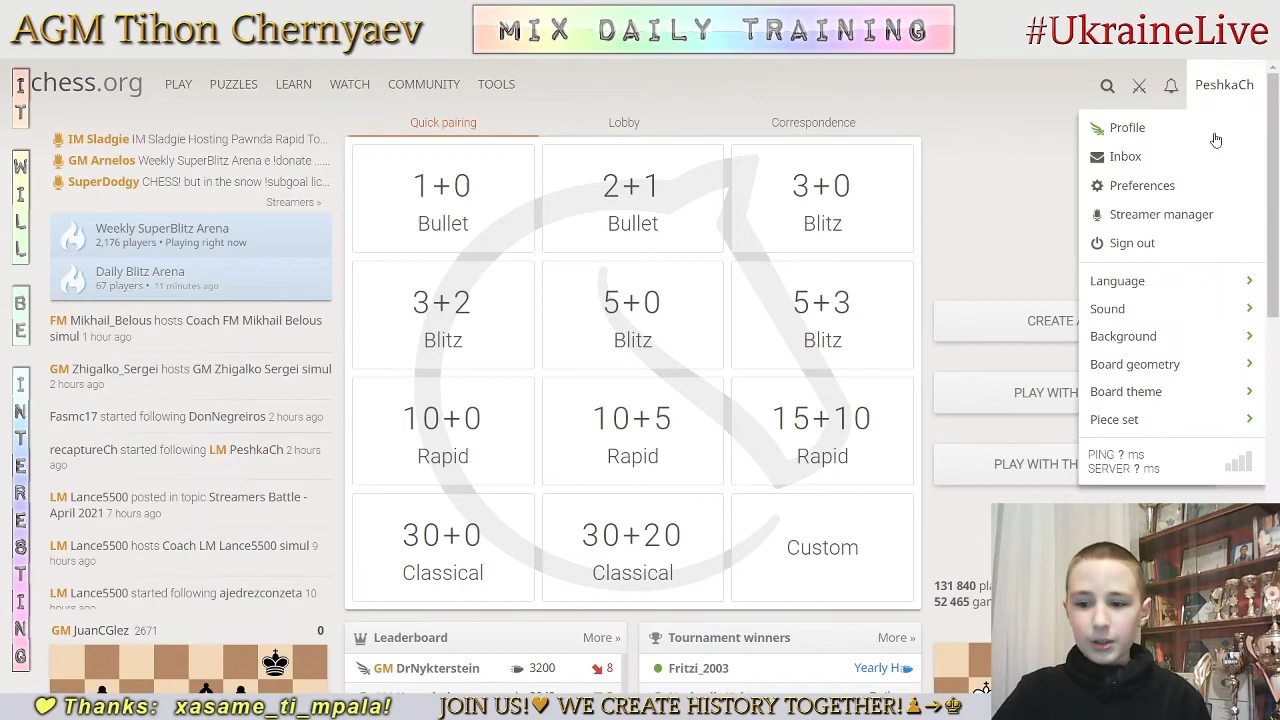 AGM Tihon Chernyaev
MIX DAILY TRAINING
#UkraineLive
IT WILL BE INTERESTING
chess.org
PLAY PUZZLES LEARN WATCH COMMUNITY TOOLS
PeshkaCh
IM Sladgie IM Sladgie Hosting Pawnda Rapid To...
GM Arnelos Weekly SuperBlitz Arena e !donate ......
SuperDodgy CHESS! but in the snow !subgoal lic...
Streamers »
Weekly SuperBlitz Arena
2,176 players • Playing right now
Daily Blitz Arena
67 players • 11 minutes ago
FM Mikhail_Belous hosts Coach FM Mikhail Belous
simul 1 hour ago
GM Zhigalko_Sergei hosts GM Zhigalko Sergei simul
2 hours ago
Fasmc17 started following DonNegreiros 2 hours ago
recaptureCh started following LM PeshkaCh 2 hours
ago
LM Lance5500 posted in topic Streamers Battle -
April 2021 7 hours ago
LM Lance5500 hosts Coach LM Lance5500 simul 9
hours ago
LM Lance5500 started following ajedrezconzeta 10
hours ago
GM JuanCGlez 2671 0
Quick pairing Lobby Correspondence
1+0 2+1 3+0
Bullet Bullet Blitz
3+2 5+0 5+3
Blitz Blitz Blitz
10+0 10+5 15+10
Rapid Rapid Rapid
30+0 30+20 Custom
Classical Classical
Leaderboard More »
GM DrNykterstein 3200 8
Tournament winners More »
Fritzi_2003 Yearly H
CREATE A
PLAY WITH
PLAY WITH TH
131 840 pla
52 465 gam
Profile
Inbox
Preferences
Streamer manager
Sign out
Language
Sound
Background
Board geometry
Board theme
Piece set
PING ? ms
SERVER ? ms
Thanks: xasame_ti_mpala!
JOIN US! WE CREATE HISTORY TOGETHER!